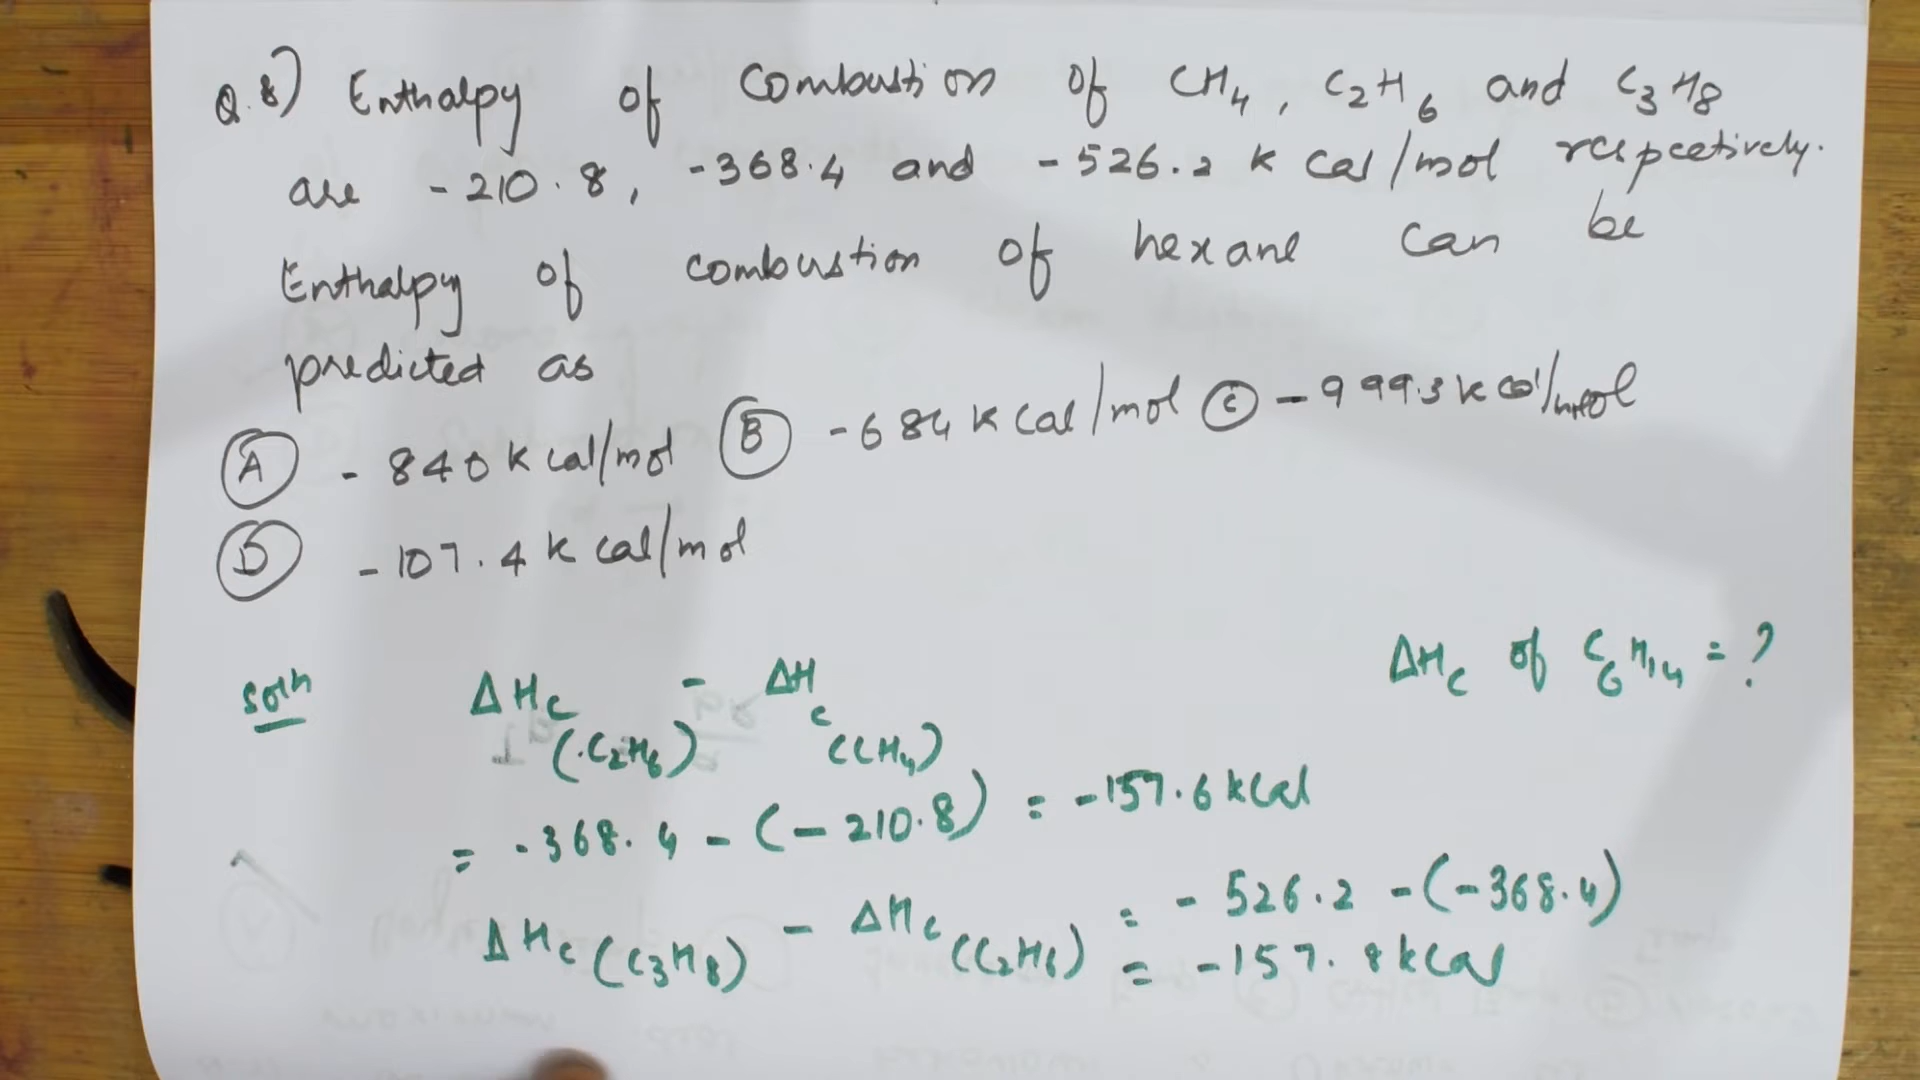 Q.8) Enthalpy of combustion of CH4, C2H6 and C3H8
are -210.8, -368.4 and -526.2 k cal/mol respectively.
Enthalpy of combustion of hexane can be
predicted as
(A) -840 k cal/mol (B) -684 k cal/mol (C) -999.3 k cal/mol
(D) -107.4 k cal/mol
ΔHc of C6H14 = ?
Soln ΔHc (C2H6) - ΔHc (CH4)
= -368.4 - (-210.8) = -157.6 kcal
ΔHc (C3H8) - ΔHc (C2H6) = -526.2 - (-368.4)
= -157.8 kcal